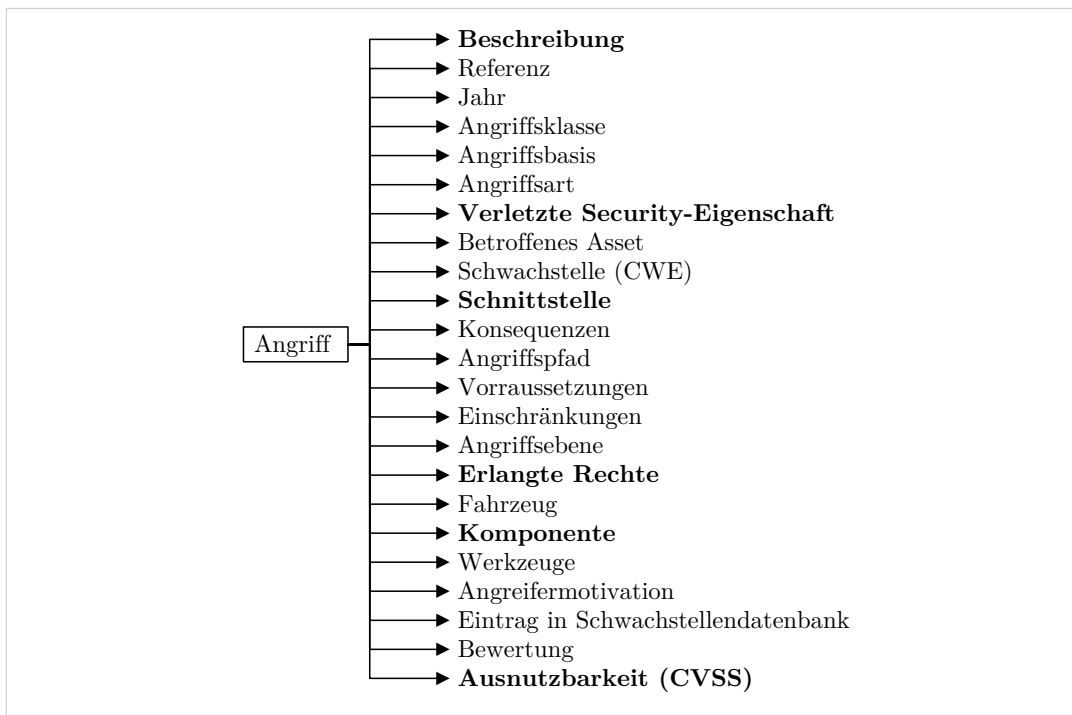 Beschreibung
Referenz
Jahr
Angriffsklasse
Angriffsbasis
Angriffsart
Verletzte Security-Eigenschaft
Betroffenes Asset
Schwachstelle (CWE)
Schnittstelle
Konsequenzen
Angriff
Angriffspfad
Vorraussetzungen
Einschränkungen
Angriffsebene
Erlangte Rechte
Fahrzeug
Komponente
Werkzeuge
Angreifermotivation
Eintrag in Schwachstellendatenbank
Bewertung
Ausnutzbarkeit (CVSS)